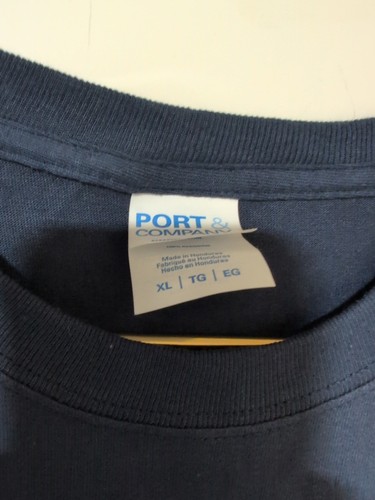 PORT &
COMPANY
Made in Honduras
Fabriqué en Honduras
Hecho en Honduras
XL | TG | EG